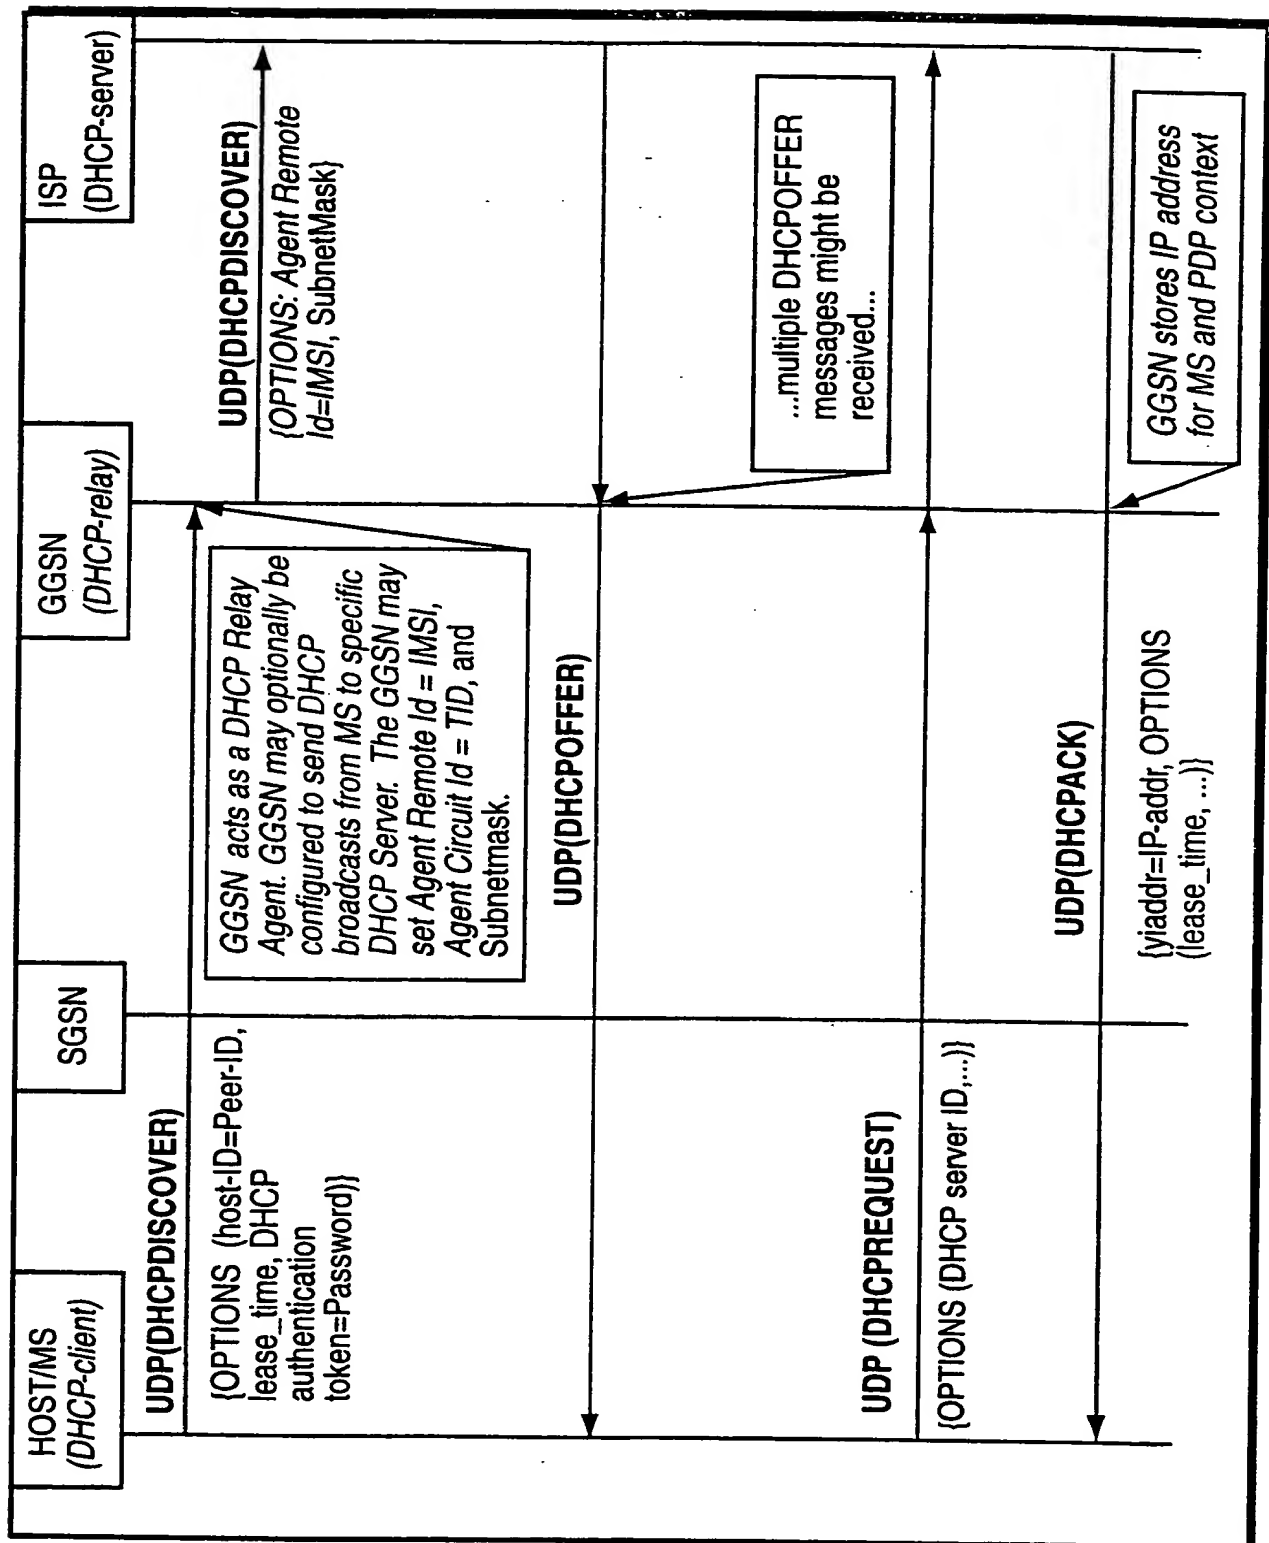 HOST/MS
(DHCP-client)
SGSN
GGSN
(DHCP-relay)
ISP
(DHCP-server)
UDP(DHCPDISCOVER)
{OPTIONS (host-ID=Peer-ID,
lease_time, DHCP
authentication
token=Password)}
GGSN acts as a DHCP Relay
Agent. GGSN may optionally be
configured to send DHCP
broadcasts from MS to specific
DHCP Server. The GGSN may
set Agent Remote Id = IMSI,
Agent Circuit Id = TID, and
Subnetmask.
UDP(DHCPDISCOVER)
{OPTIONS: Agent Remote
Id=IMSI, SubnetMask}
UDP(DHCPOFFER)
...multiple DHCPOFFER
messages might be
received...
UDP (DHCPREQUEST)
{OPTIONS (DHCP server ID,...)}
UDP(DHCPACK)
{yiaddr=IP-addr, OPTIONS
(lease_time, ...)}
GGSN stores IP address
for MS and PDP context